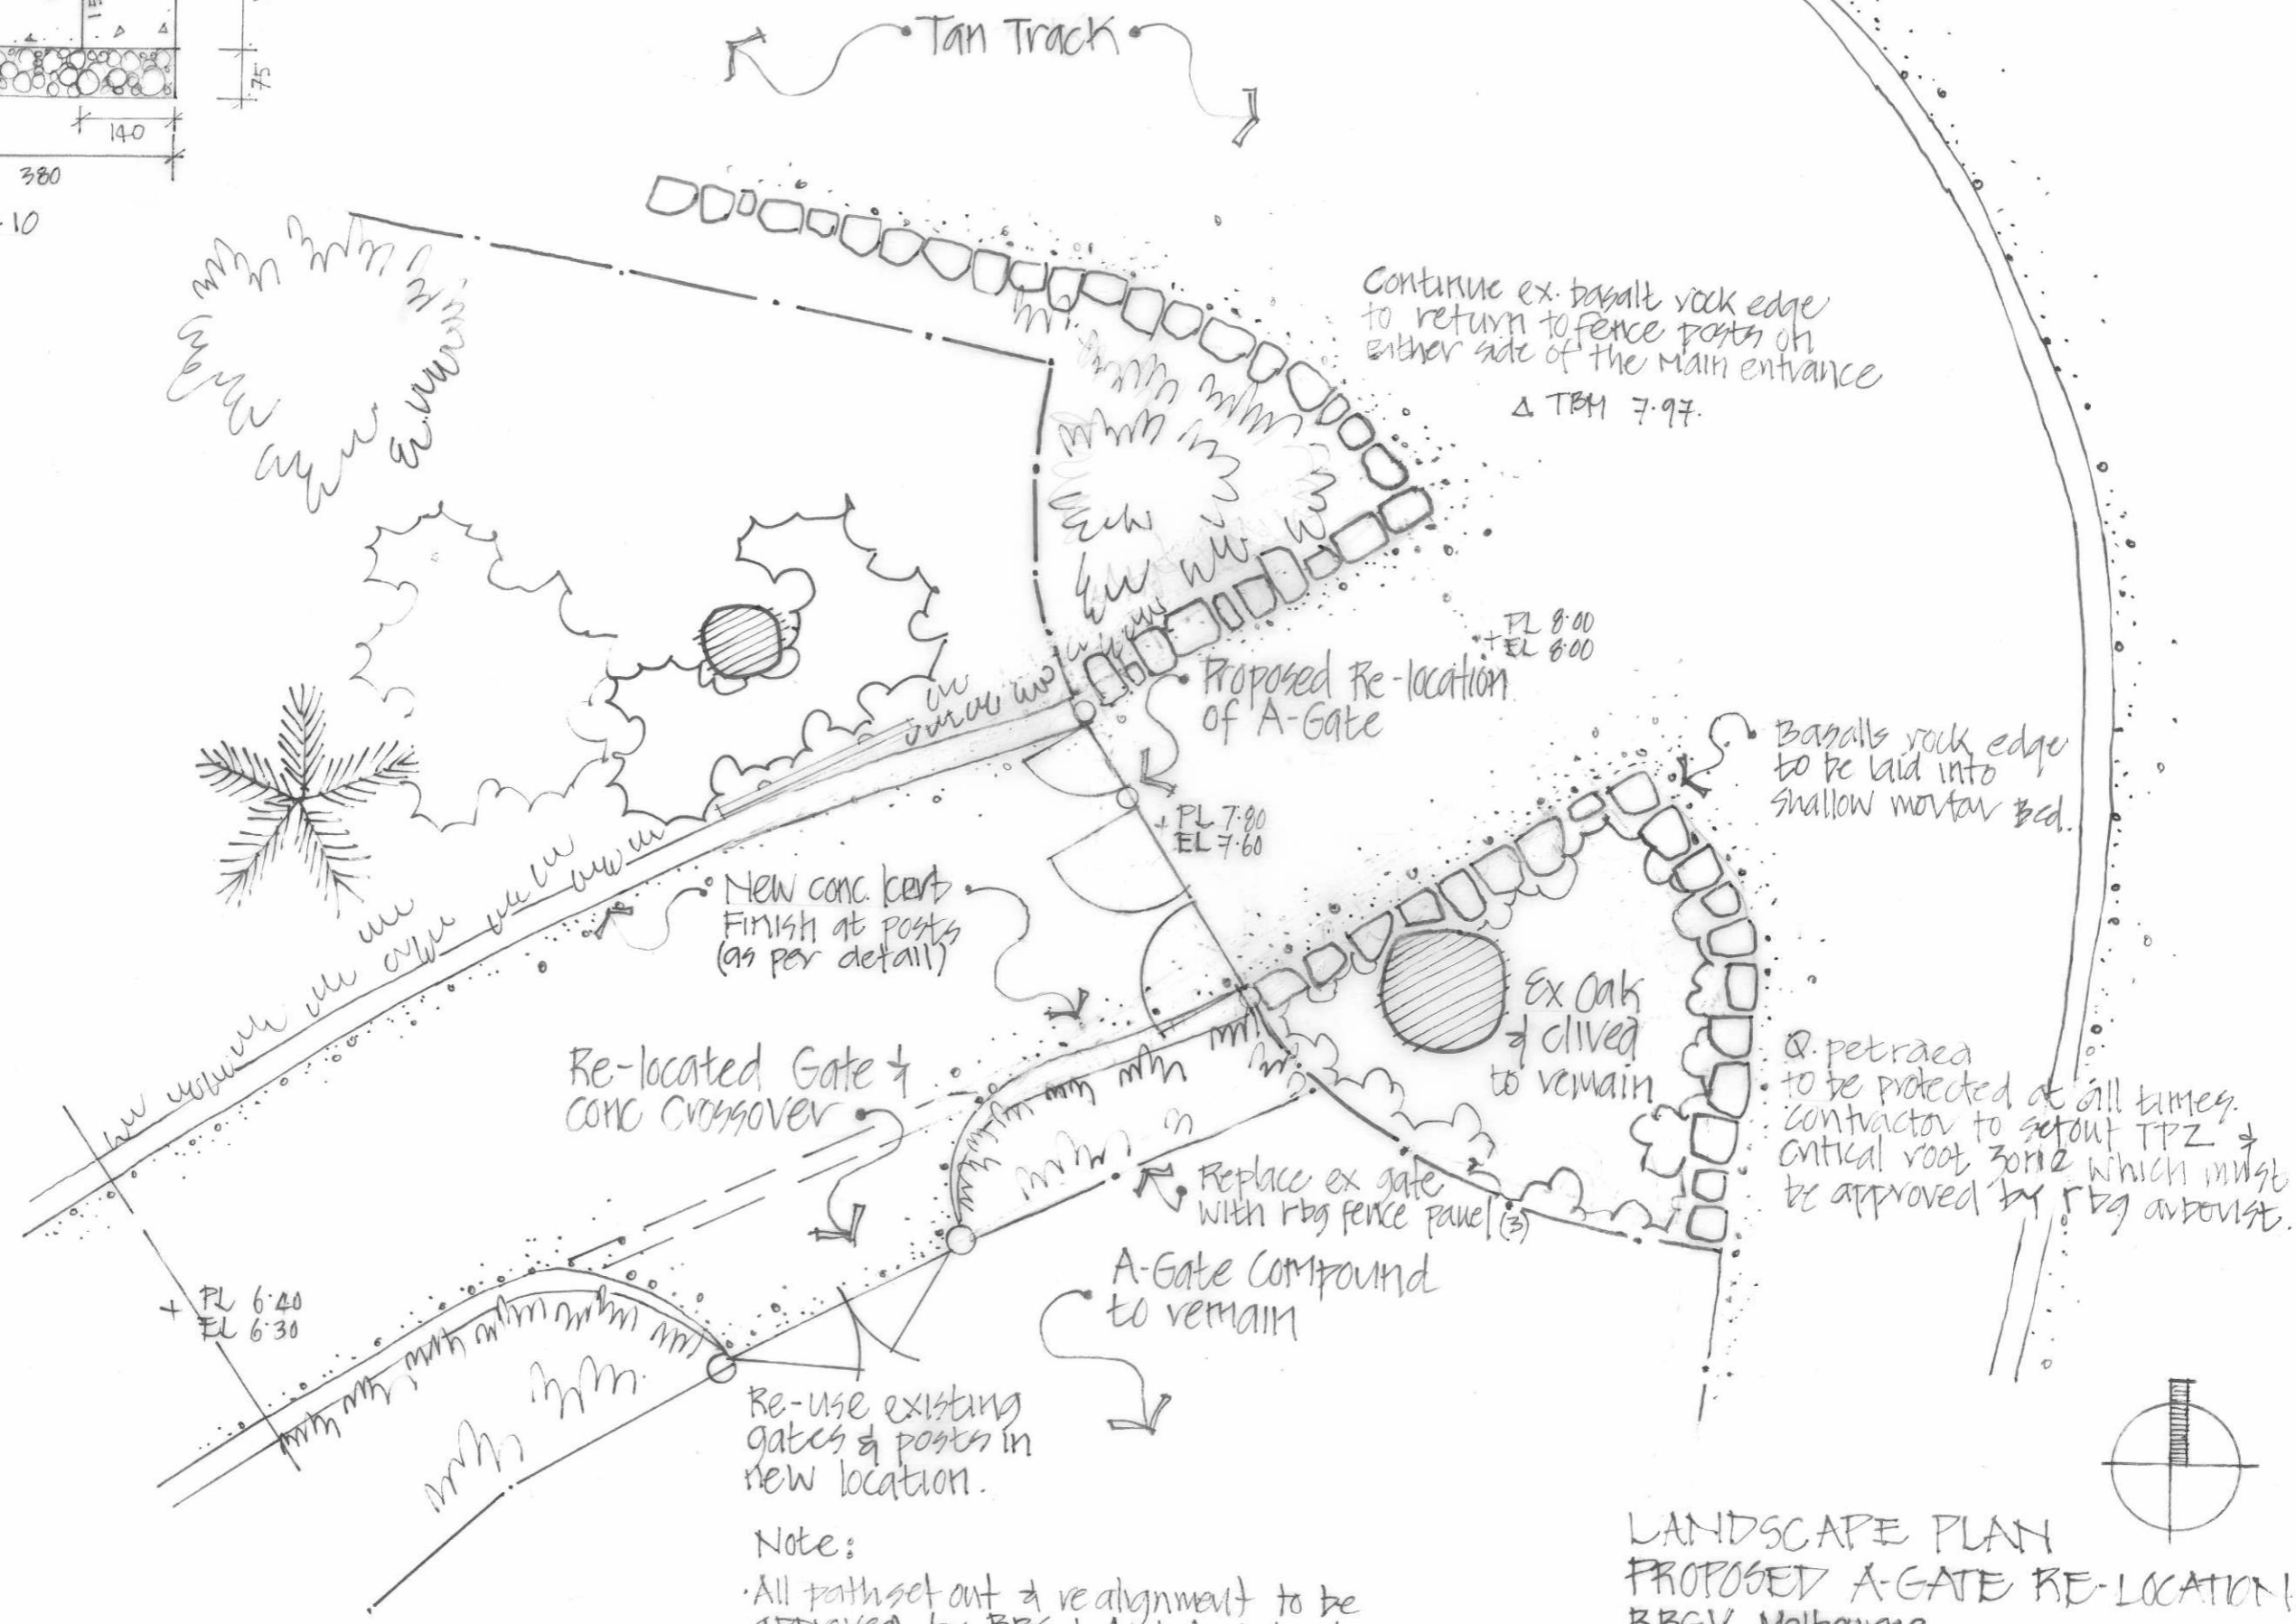 Tan Track
15
75
140
380
10
Continue ex. basalt rock edge
to return to fence posts on
Either side of the Main entrance
Δ TBM 7.97.
PL 8.00
EL 8.00
Proposed Re-location
of A-Gate
Basalts rock edge
to be laid into
shallow mortar Bed.
PL 7.80
EL 7.60
New conc. kerb
Finish at posts
(as per detail)
Ex Oak
& clived
to remain
Re-located Gate &
conc Crossover
Q. petraea
to be protected at all times.
contractor to setout TPZ &
critical root zone which must
be approved by rbg arborist.
Replace ex gate
with rbg fence panel (3)
A-Gate Compound
to remain
PL 6.40
EL 6.30
Re-use existing
gates & posts in
new location.
Note:
·All path set out & re alignment to be
LANDSCAPE PLAN
PROPOSED A-GATE RE-LOCATION